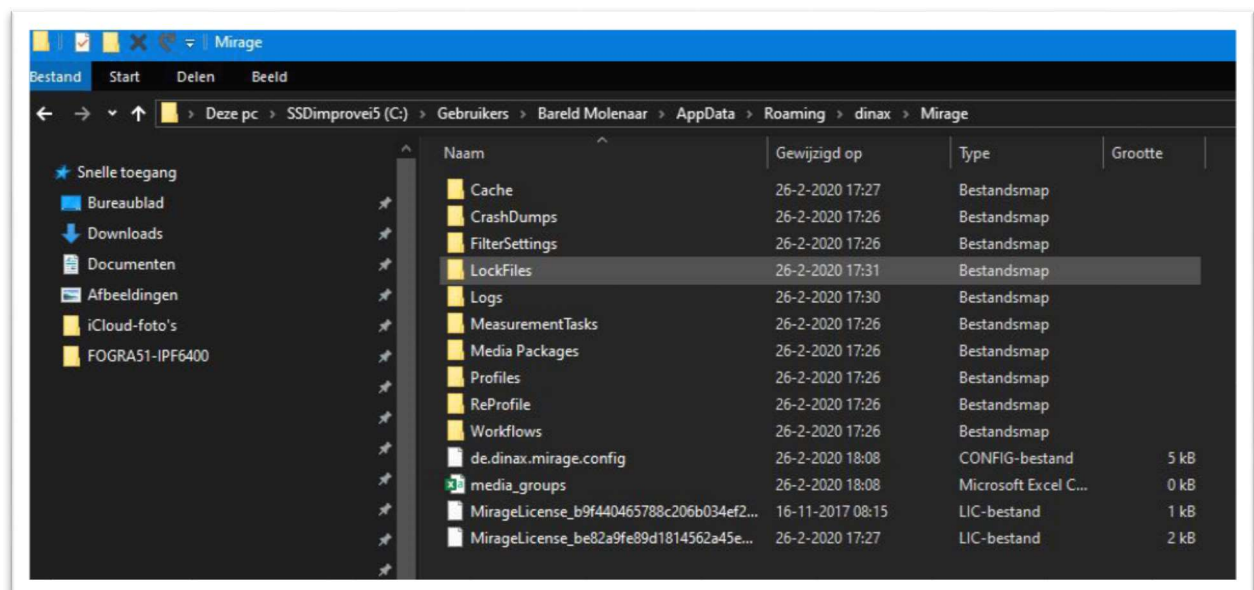 Mirage
Bestand Start Delen Beeld
Deze pc > SSDimprovei5 (C:) > Gebruikers > Bareld Molenaar > AppData > Roaming > dinax > Mirage
Naam Gewijzigd op Type Grootte
Snelle toegang
Bureaublad
Downloads
Documenten
Afbeeldingen
iCloud-foto's
FOGRA51-IPF6400
Cache 26-2-2020 17:27 Bestandsmap
CrashDumps 26-2-2020 17:26 Bestandsmap
FilterSettings 26-2-2020 17:26 Bestandsmap
LockFiles 26-2-2020 17:31 Bestandsmap
Logs 26-2-2020 17:30 Bestandsmap
MeasurementTasks 26-2-2020 17:26 Bestandsmap
Media Packages 26-2-2020 17:26 Bestandsmap
Profiles 26-2-2020 17:26 Bestandsmap
ReProfile 26-2-2020 17:26 Bestandsmap
Workflows 26-2-2020 17:26 Bestandsmap
de.dinax.mirage.config 26-2-2020 18:08 CONFIG-bestand 5 kB
media_groups 26-2-2020 18:08 Microsoft Excel C... 0 kB
MirageLicense_b9f440465788c206b034ef2... 16-11-2017 08:15 LIC-bestand 1 kB
MirageLicense_be82a9fe89d1814562a45e... 26-2-2020 17:27 LIC-bestand 2 kB